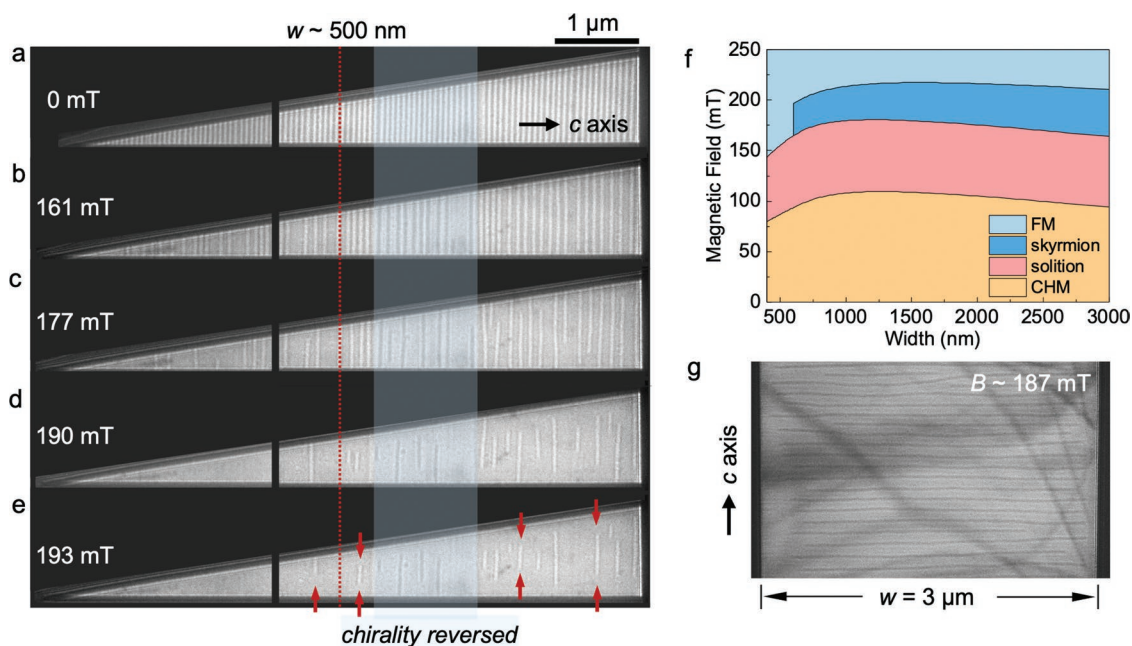 w ~ 500 nm
1 µm
a
0 mT
c axis
b
161 mT
c
177 mT
d
190 mT
e
193 mT
chirality reversed
f
Magnetic Field (mT)
250
200
150
100
50
0
FM
skyrmion
solition
CHM
500 1000 1500 2000 2500 3000
Width (nm)
g
B ~ 187 mT
c axis
w = 3 µm